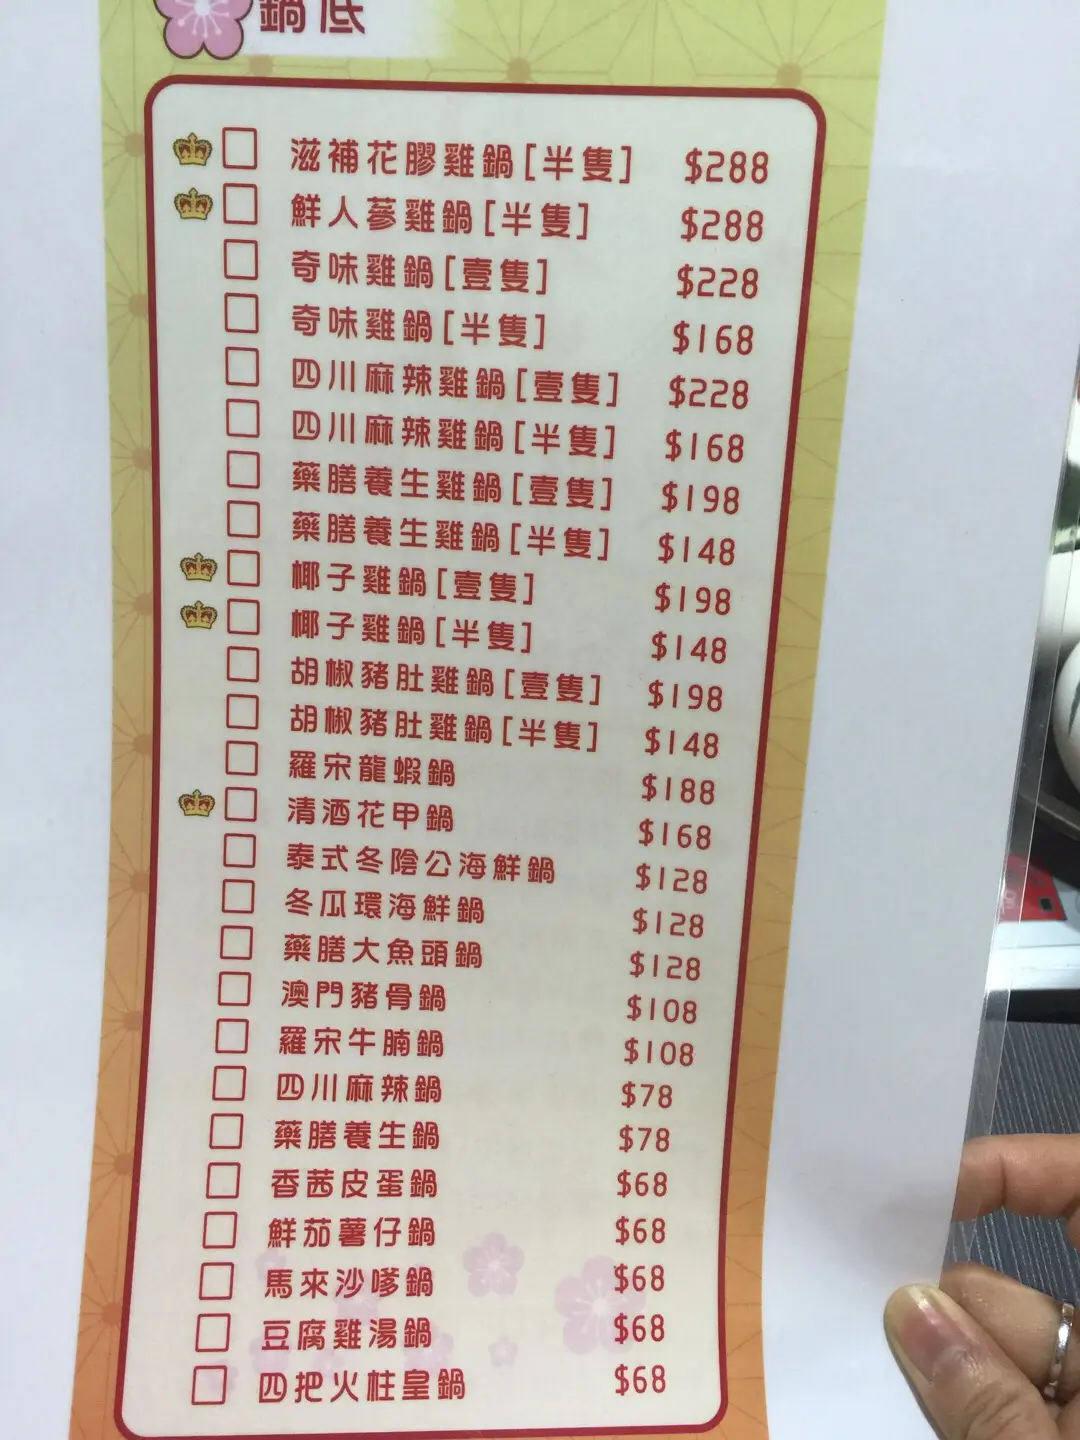 鍋底
滋補花膠雞鍋[半隻] $288
鮮人蔘雞鍋[半隻] $288
奇味雞鍋[壹隻] $228
奇味雞鍋[半隻] $168
四川麻辣雞鍋[壹隻] $228
四川麻辣雞鍋[半隻] $168
藥膳養生雞鍋[壹隻] $198
藥膳養生雞鍋[半隻] $148
椰子雞鍋[壹隻] $198
椰子雞鍋[半隻] $148
胡椒豬肚雞鍋[壹隻] $198
胡椒豬肚雞鍋[半隻] $148
羅宋龍蝦鍋 $188
清酒花甲鍋 $168
泰式冬陰公海鮮鍋 $128
冬瓜環海鮮鍋 $128
藥膳大魚頭鍋 $128
澳門豬骨鍋 $108
羅宋牛腩鍋 $108
四川麻辣鍋 $78
藥膳養生鍋 $78
香茜皮蛋鍋 $68
鮮茄薯仔鍋 $68
馬來沙嗲鍋 $68
豆腐雞湯鍋 $68
四把火炷皇鍋 $68